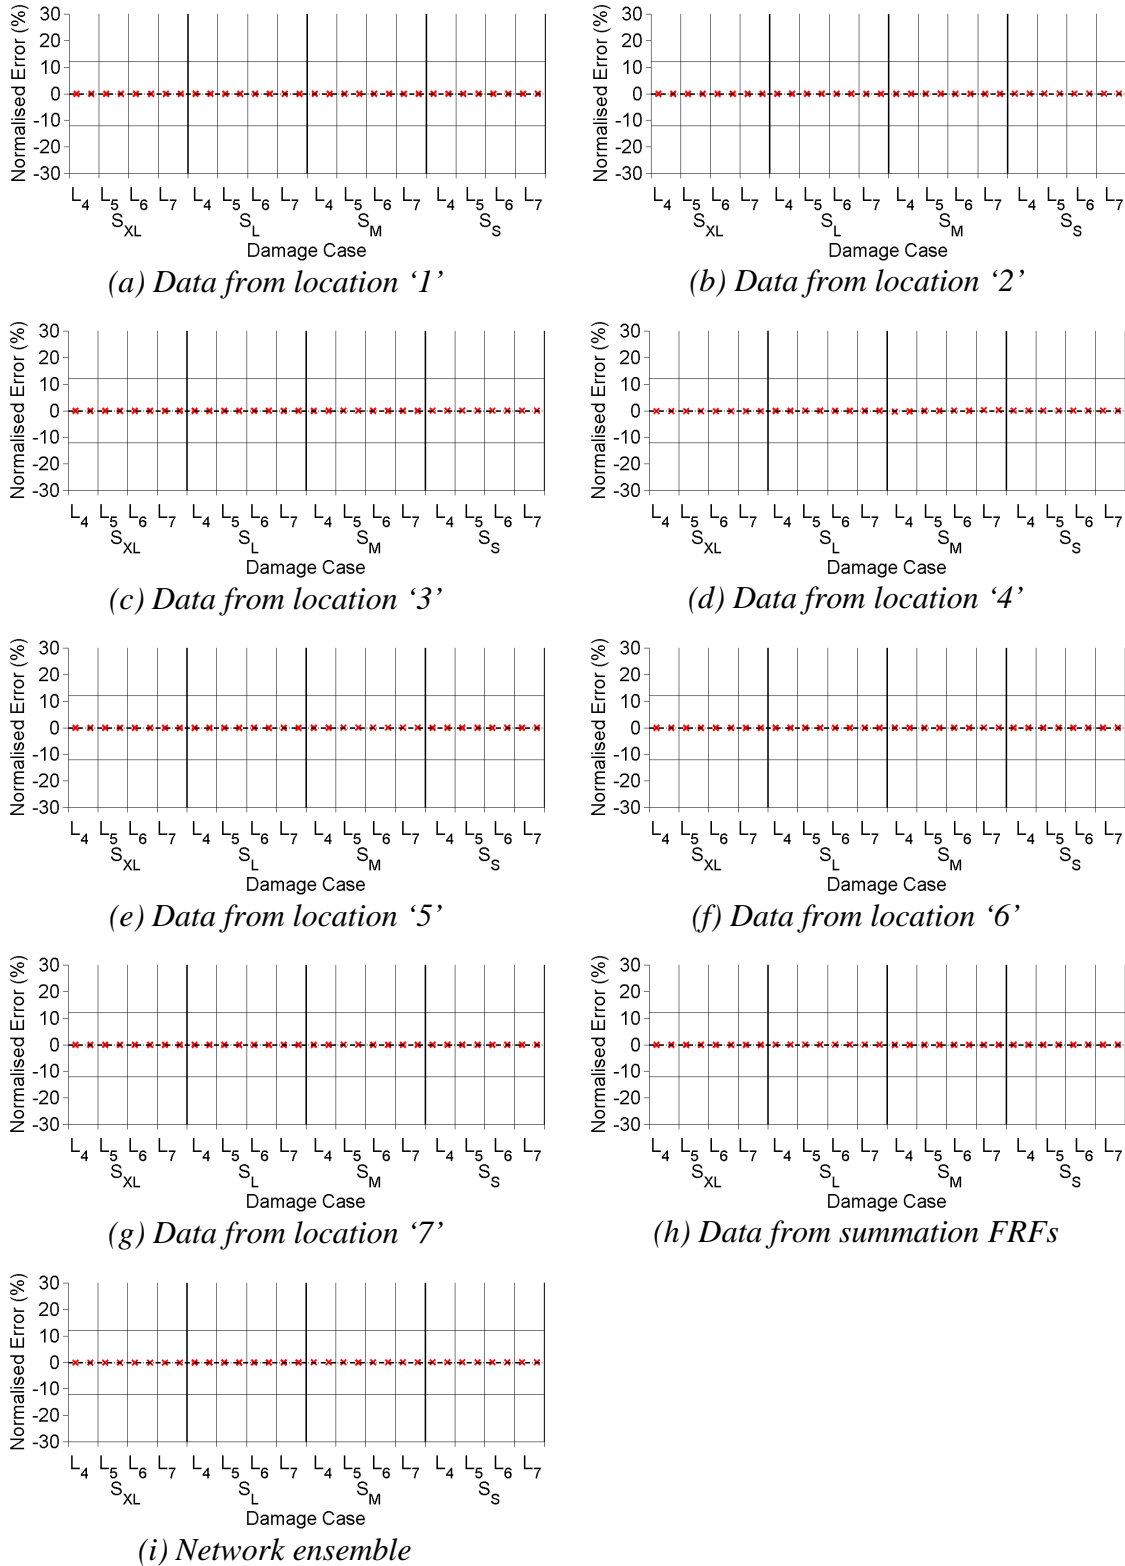 Normalised Error (%)
30
20
10
0
-10
-20
-30
L4 L5 L6 L7 L4 L5 L6 L7 L4 L5 L6 L7 L4 L5 L6 L7
SXL SL SM SS
Damage Case
(a) Data from location ‘1’
Normalised Error (%)
30
20
10
0
-10
-20
-30
L4 L5 L6 L7 L4 L5 L6 L7 L4 L5 L6 L7 L4 L5 L6 L7
SXL SL SM SS
Damage Case
(b) Data from location ‘2’
Normalised Error (%)
30
20
10
0
-10
-20
-30
L4 L5 L6 L7 L4 L5 L6 L7 L4 L5 L6 L7 L4 L5 L6 L7
SXL SL SM SS
Damage Case
(c) Data from location ‘3’
Normalised Error (%)
30
20
10
0
-10
-20
-30
L4 L5 L6 L7 L4 L5 L6 L7 L4 L5 L6 L7 L4 L5 L6 L7
SXL SL SM SS
Damage Case
(d) Data from location ‘4’
Normalised Error (%)
30
20
10
0
-10
-20
-30
L4 L5 L6 L7 L4 L5 L6 L7 L4 L5 L6 L7 L4 L5 L6 L7
SXL SL SM SS
Damage Case
(e) Data from location ‘5’
Normalised Error (%)
30
20
10
0
-10
-20
-30
L4 L5 L6 L7 L4 L5 L6 L7 L4 L5 L6 L7 L4 L5 L6 L7
SXL SL SM SS
Damage Case
(f) Data from location ‘6’
Normalised Error (%)
30
20
10
0
-10
-20
-30
L4 L5 L6 L7 L4 L5 L6 L7 L4 L5 L6 L7 L4 L5 L6 L7
SXL SL SM SS
Damage Case
(g) Data from location ‘7’
Normalised Error (%)
30
20
10
0
-10
-20
-30
L4 L5 L6 L7 L4 L5 L6 L7 L4 L5 L6 L7 L4 L5 L6 L7
SXL SL SM SS
Damage Case
(h) Data from summation FRFs
Normalised Error (%)
30
20
10
0
-10
-20
-30
L4 L5 L6 L7 L4 L5 L6 L7 L4 L5 L6 L7 L4 L5 L6 L7
SXL SL SM SS
Damage Case
(i) Network ensemble